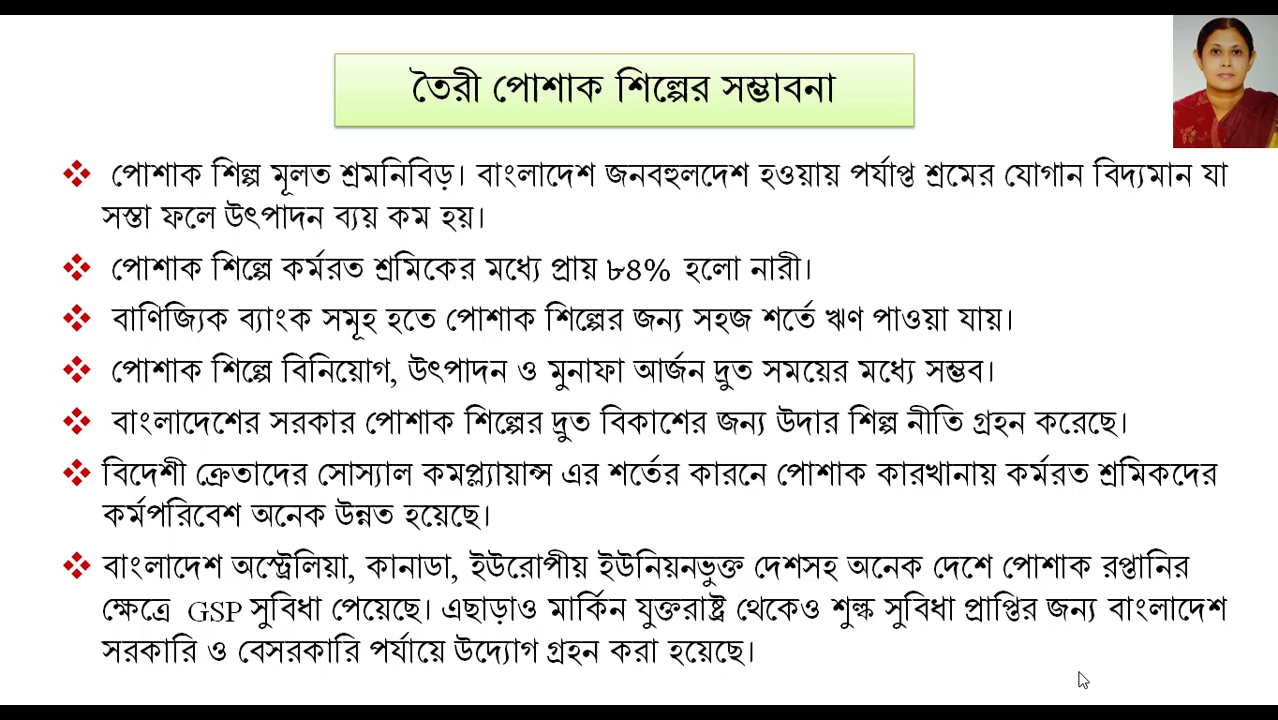 তৈরী পোশাক শিল্পের সম্ভাবনা
❖ পোশাক শিল্প মূলত শ্রমনিবিড়। বাংলাদেশ জনবহুলদেশ হওয়ায় পর্যাপ্ত শ্রমের যোগান বিদ্যমান যা
সস্তা ফলে উৎপাদন ব্যয় কম হয়।
❖ পোশাক শিল্পে কর্মরত শ্রমিকের মধ্যে প্রায় ৮৪% হলো নারী।
❖ বাণিজ্যিক ব্যাংক সমূহ হতে পোশাক শিল্পের জন্য সহজ শর্তে ঋণ পাওয়া যায়।
❖ পোশাক শিল্পে বিনিয়োগ, উৎপাদন ও মুনাফা আর্জন দ্রুত সময়ের মধ্যে সম্ভব।
❖ বাংলাদেশের সরকার পোশাক শিল্পের দ্রুত বিকাশের জন্য উদার শিল্প নীতি গ্রহন করেছে।
❖ বিদেশী ক্রেতাদের সোস্যাল কমপ্ল্যায়ান্স এর শর্তের কারনে পোশাক কারখানায় কর্মরত শ্রমিকদের
কর্মপরিবেশ অনেক উন্নত হয়েছে।
❖ বাংলাদেশ অস্ট্রেলিয়া, কানাডা, ইউরোপীয় ইউনিয়নভুক্ত দেশসহ অনেক দেশে পোশাক রপ্তানির
ক্ষেত্রে GSP সুবিধা পেয়েছে। এছাড়াও মার্কিন যুক্তরাষ্ট্র থেকেও শুল্ক সুবিধা প্রাপ্তির জন্য বাংলাদেশ
সরকারি ও বেসরকারি পর্যায়ে উদ্যোগ গ্রহন করা হয়েছে।